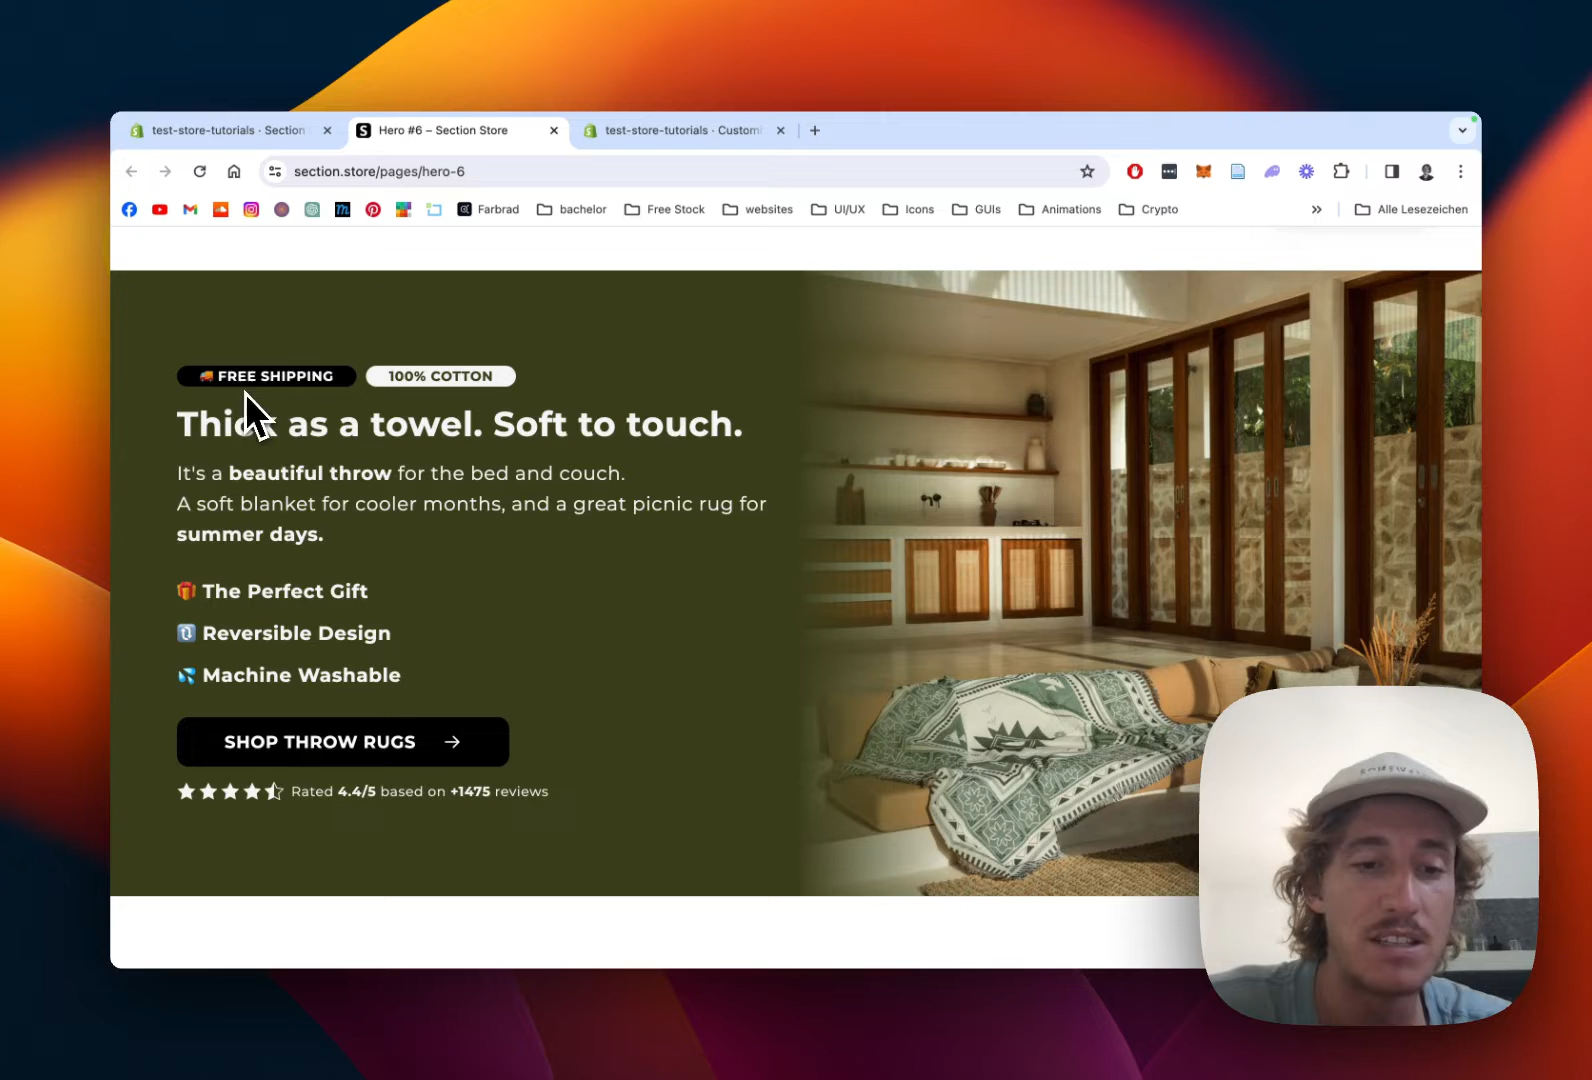 test-store-tutorials · Section
Hero #6 – Section Store
test-store-tutorials · Custom
section.store/pages/hero-6
Farbrad
bachelor
Free Stock
websites
UI/UX
Icons
GUIs
Animations
Crypto
Alle Lesezeichen
🚚 FREE SHIPPING
100% COTTON
Thick as a towel. Soft to touch.
It's a beautiful throw for the bed and couch.
A soft blanket for cooler months, and a great picnic rug for
summer days.
🎁 The Perfect Gift
🔃 Reversible Design
💦 Machine Washable
SHOP THROW RUGS →
Rated 4.4/5 based on +1475 reviews